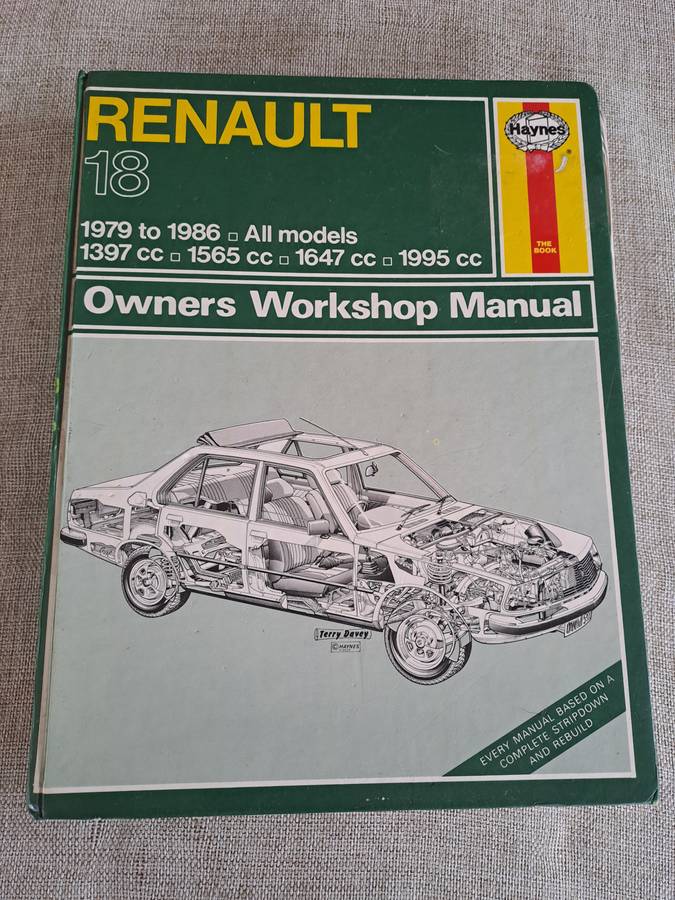 RENAULT
18
1979 to 1986 □ All models
1397 cc □ 1565 cc □ 1647 cc □ 1995 cc
Haynes
®
THE
BOOK
Owners Workshop Manual
Terry Davey
© HAYNES
EVERY MANUAL BASED ON A
COMPLETE STRIPDOWN
AND REBUILD